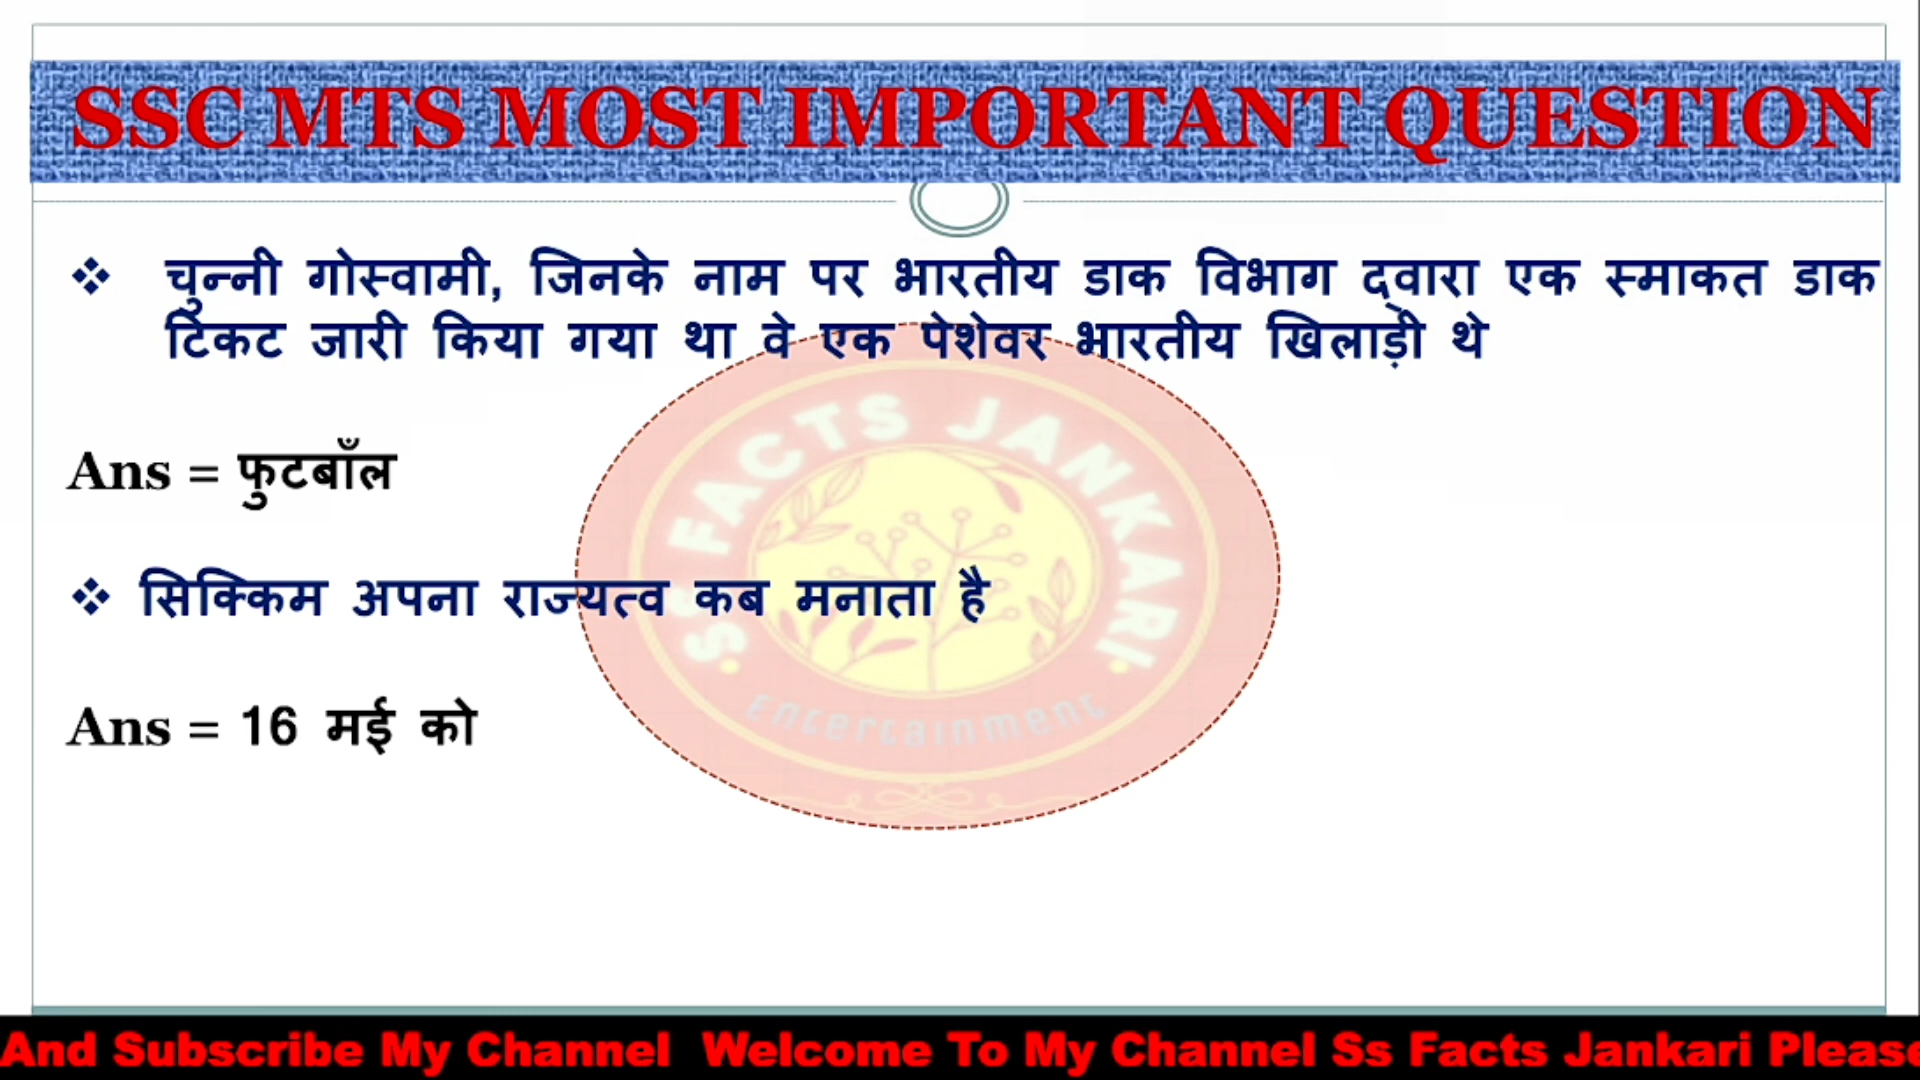 SSC MTS MOST IMPORTANT QUESTION
❖ चुन्नी गोस्वामी, जिनके नाम पर भारतीय डाक विभाग द्वारा एक स्माकत डाक
टिकट जारी किया गया था वे एक पेशेवर भारतीय खिलाड़ी थे
Ans = फुटबॉंल
❖ सिक्किम अपना राज्यत्व कब मनाता है
Ans = 16 मई को
SS FACTS JANKARI
Entertainment
And Subscribe My Channel Welcome To My Channel Ss Facts Jankari Please